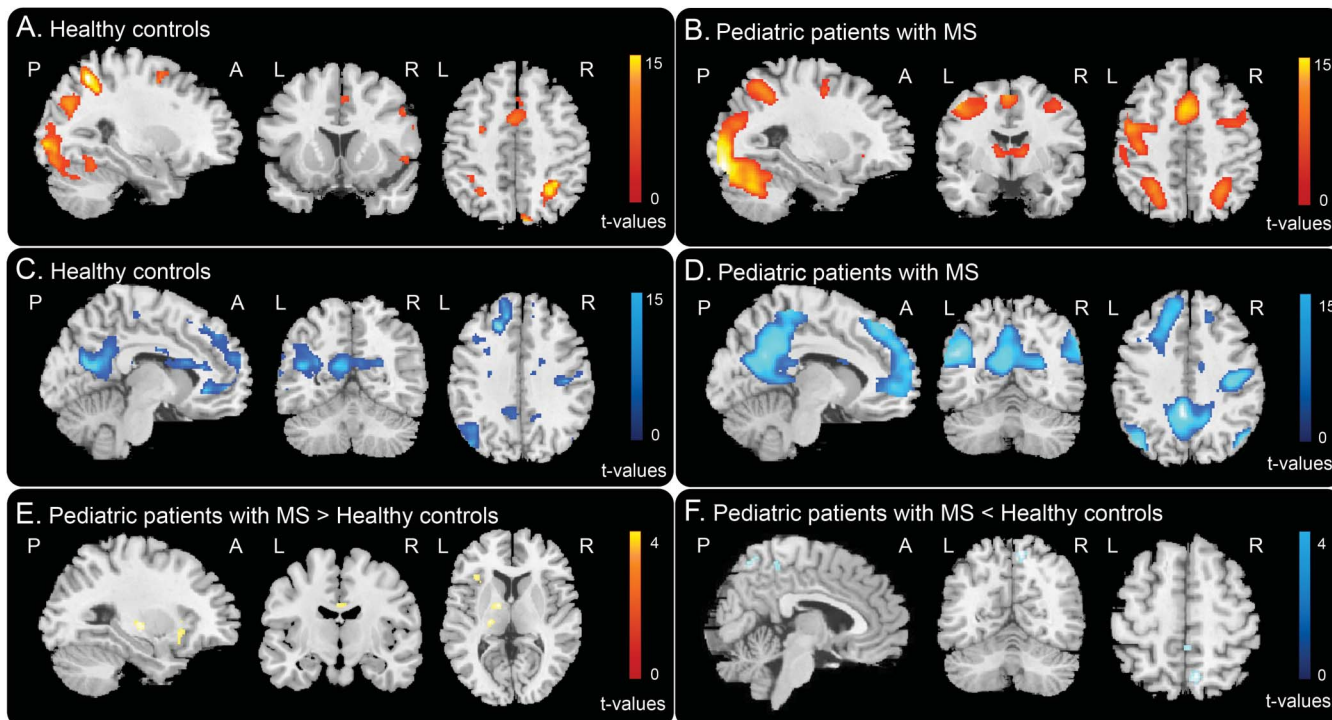 A. Healthy controls
P A L R L R
15
0
t-values
B. Pediatric patients with MS
P A L R L R
15
0
t-values
C. Healthy controls
P A L R L R
15
0
t-values
D. Pediatric patients with MS
P A L R L R
15
0
t-values
E. Pediatric patients with MS > Healthy controls
P A L R L R
4
0
t-values
F. Pediatric patients with MS < Healthy controls
P A L R L R
4
0
t-values